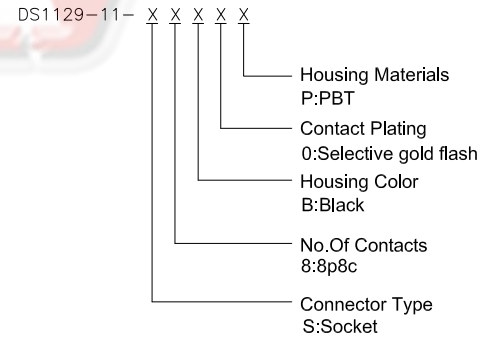 DS1129-11- X X X X X
Housing Materials
P:PBT
Contact Plating
0:Selective gold flash
Housing Color
B:Black
No.Of Contacts
8:8p8c
Connector Type
S:Socket